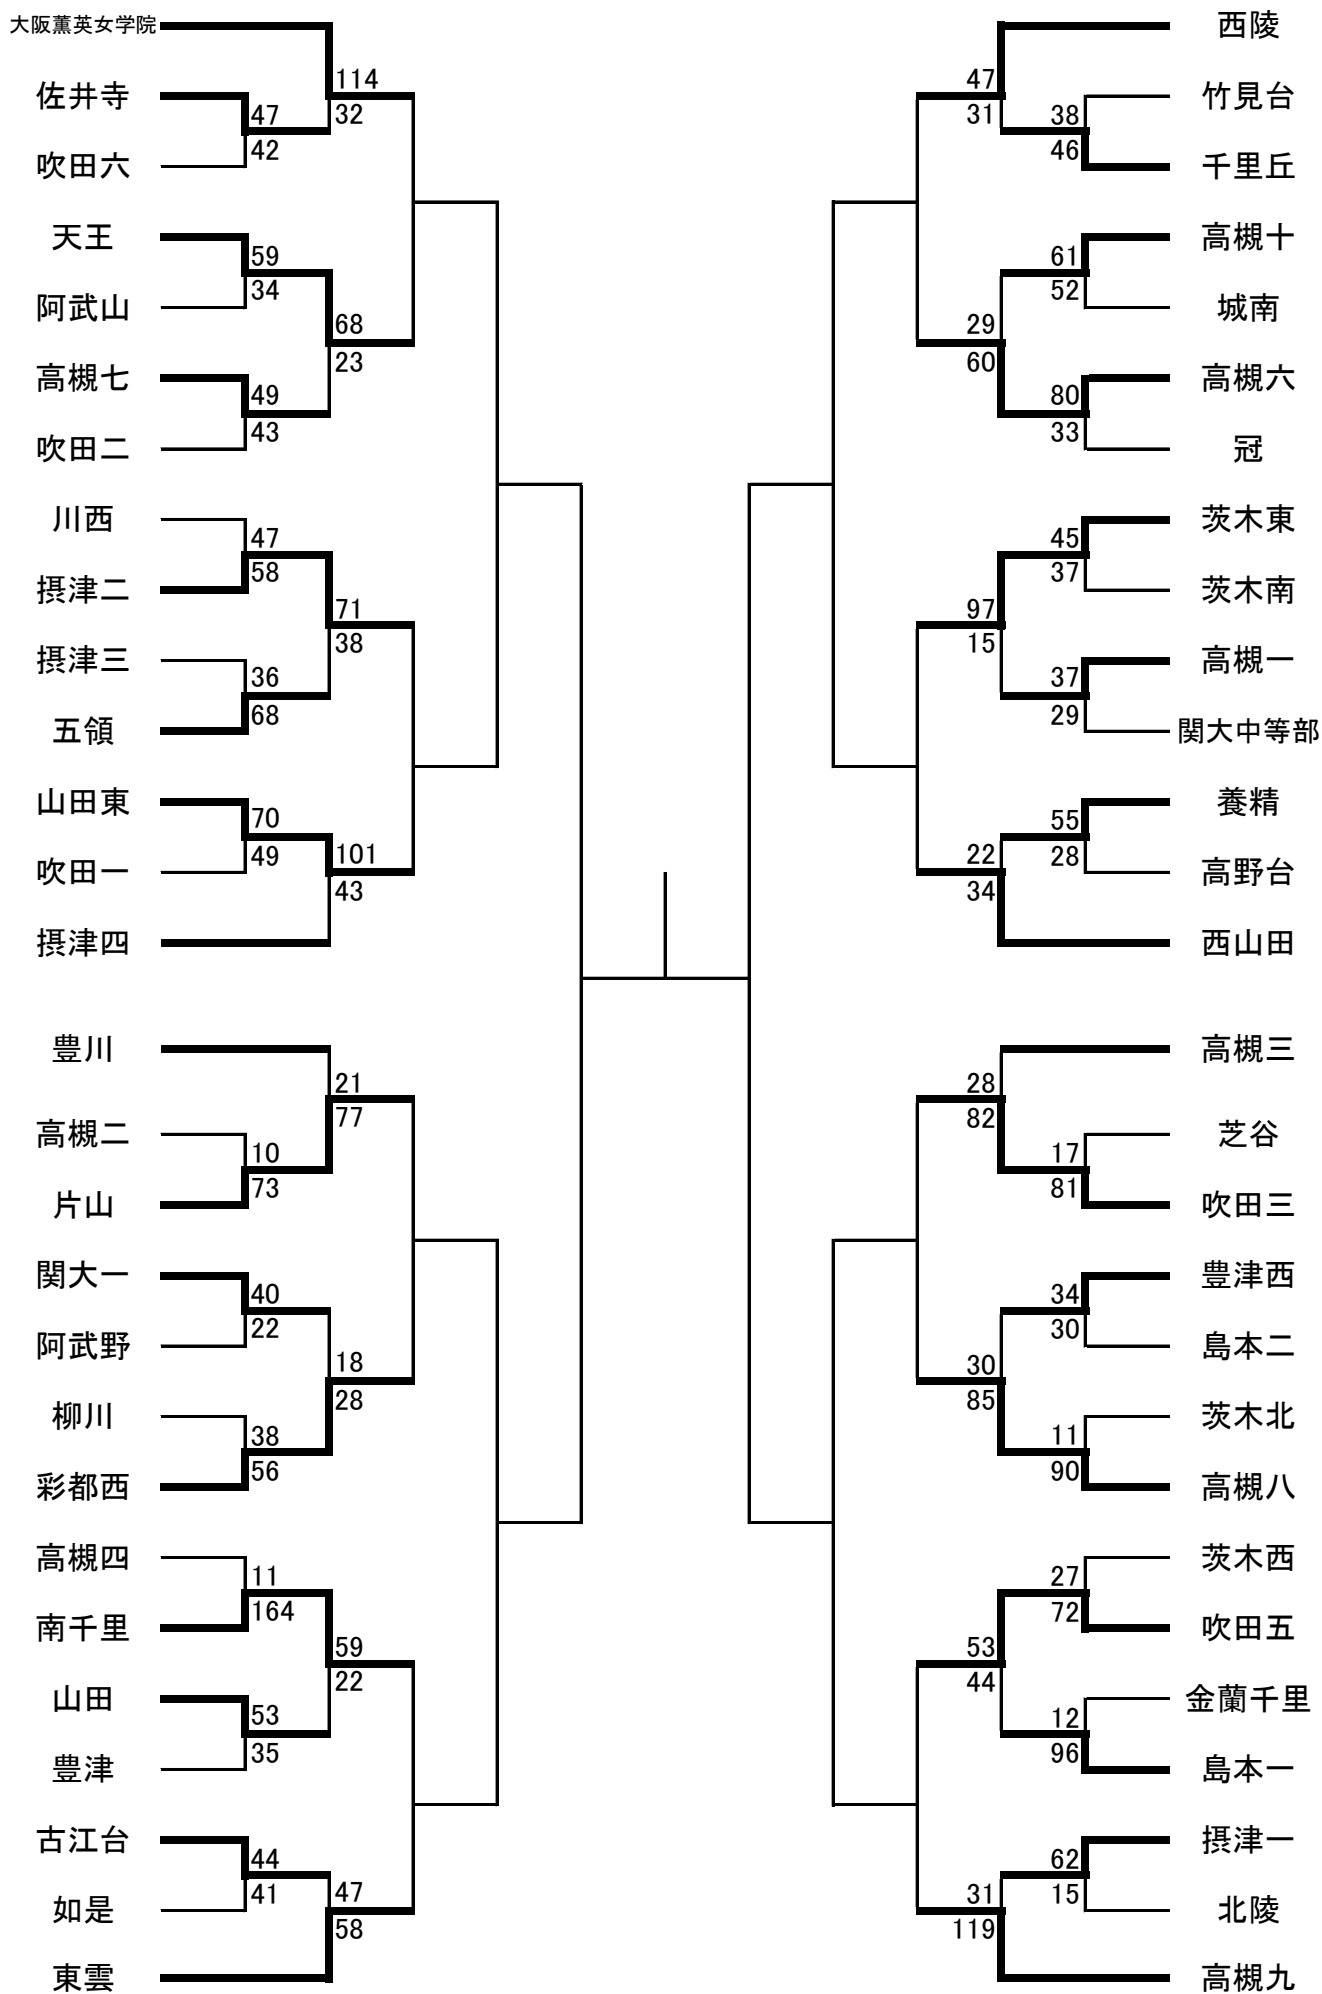 大阪薫英女学院
114
32
佐井寺
47
42
吹田六
天王
59
34
阿武山
68
23
高槻七
49
43
吹田二
川西
47
58
摂津二
71
38
摂津三
36
68
五領
山田東
70
49
吹田一
101
43
摂津四
豊川
21
77
高槻二
10
73
片山
関大一
40
22
阿武野
18
28
柳川
38
56
彩都西
高槻四
11
164
南千里
59
22
山田
53
35
豊津
古江台
44
41
如是
47
58
東雲
西陵
47
31
竹見台
38
46
千里丘
高槻十
61
52
城南
29
60
高槻六
80
33
冠
茨木東
45
37
茨木南
97
15
高槻一
37
29
関大中等部
養精
55
28
高野台
22
34
西山田
高槻三
28
82
芝谷
17
81
吹田三
豊津西
34
30
島本二
30
85
茨木北
11
90
高槻八
茨木西
27
72
吹田五
53
44
金蘭千里
12
96
島本一
摂津一
62
15
北陵
31
119
高槻九